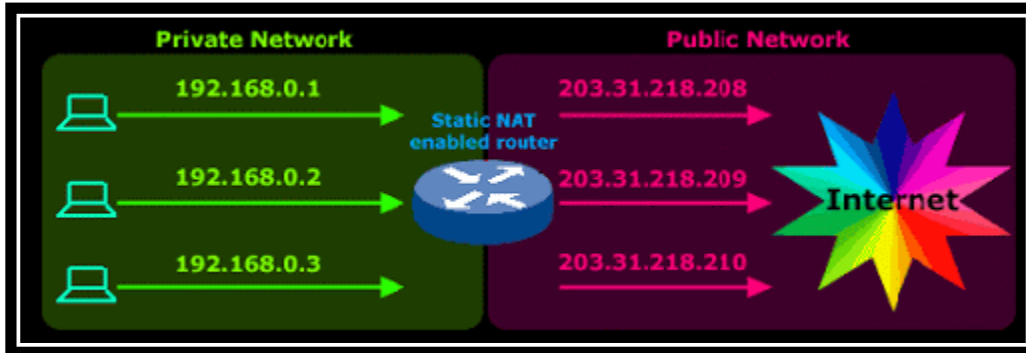 Private Network
Public Network
192.168.0.1
203.31.218.208
Static NAT
enabled router
192.168.0.2
203.31.218.209
Internet
192.168.0.3
203.31.218.210